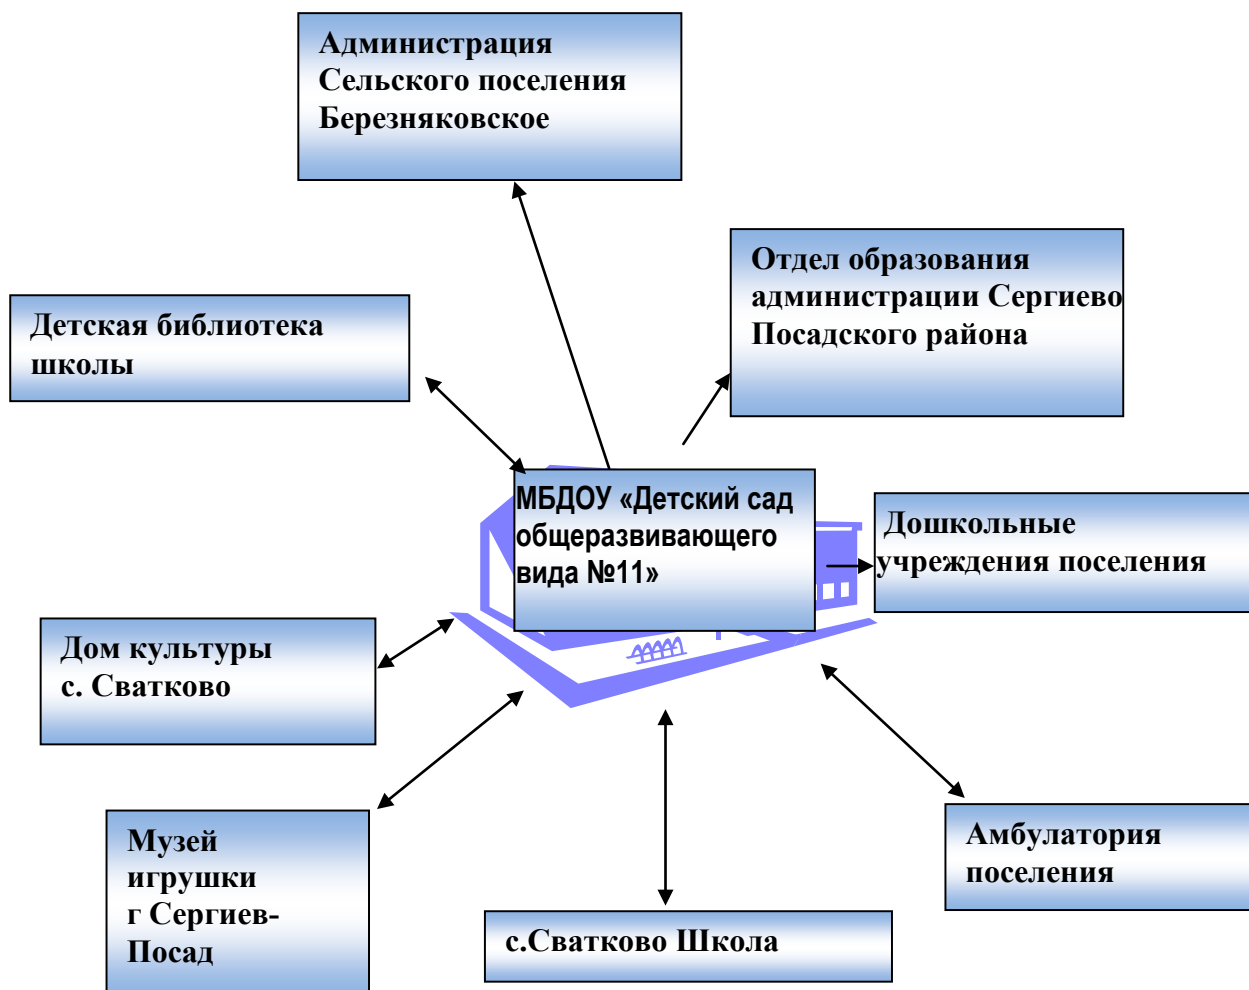 Администрация
Сельского поселения
Березняковское
Отдел образования
администрации Сергиево
Посадского района
Детская библиотека
школы
МБДОУ «Детский сад
общеразвивающего
вида №11»
Дошкольные
учреждения поселения
Дом культуры
с. Сватково
Музей
игрушки
г Сергиев-
Посад
с.Сватково Школа
Амбулатория
поселения